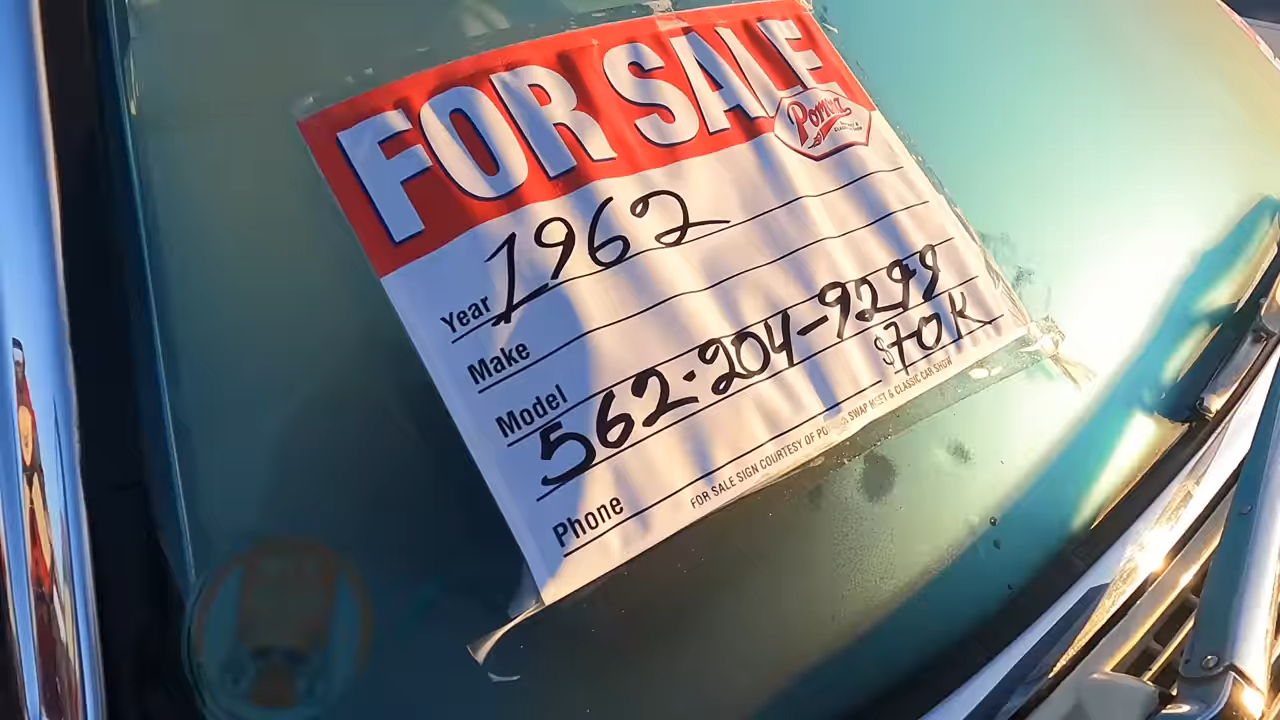 FOR SALE
Pomona
Year 1962
Make
Model
562-204-9299
$70K
Phone
FOR SALE SIGN COURTESY OF POMONA SWAP MEET & CLASSIC CAR SHOW